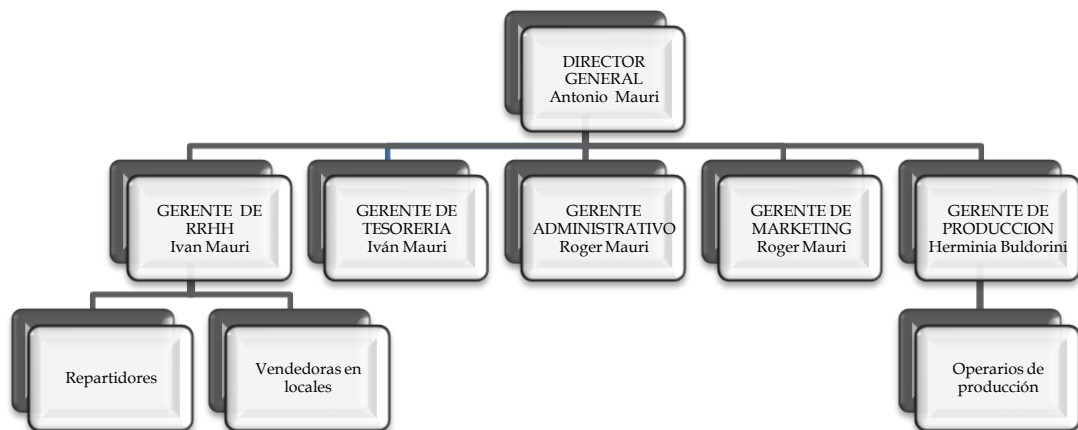 DIRECTOR
GENERAL
Antonio Mauri
GERENTE DE
RRHH
Ivan Mauri
GERENTE DE
TESORERIA
Iván Mauri
GERENTE
ADMINISTRATIVO
Roger Mauri
GERENTE DE
MARKETING
Roger Mauri
GERENTE DE
PRODUCCION
Herminia Buldorini
Repartidores
Vendedoras en
locales
Operarios de
producción